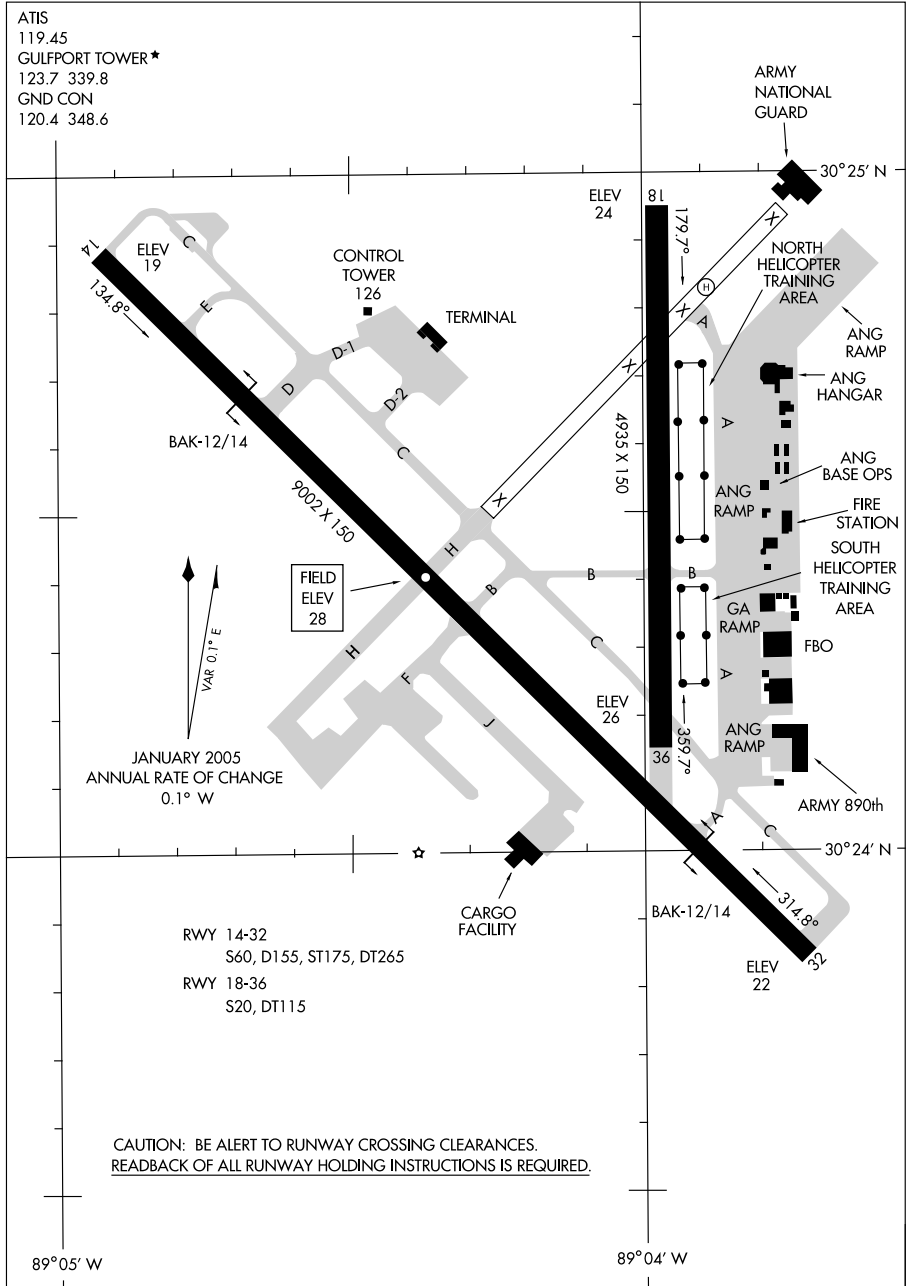 ATIS
119.45
GULFPORT TOWER★
123.7 339.8
GND CON
120.4 348.6
ARMY
NATIONAL
GUARD
30°25' N
ELEV
24
18
179.7°
X
NORTH
HELICOPTER
TRAINING
AREA
14
ELEV
19
134.8°
C
E
CONTROL
TOWER
126
TERMINAL
D-1
D
D-2
H
X
A
X
ANG
RAMP
ANG
HANGAR
BAK-12/14
C
A
4935 X 150
9002 X 150
X
ANG
RAMP
ANG
BASE OPS
FIRE
STATION
H
B
B
B
FIELD
ELEV
28
SOUTH
HELICOPTER
TRAINING
AREA
GA
RAMP
FBO
H
F
J
C
A
ELEV
26
36
359.7°
ANG
RAMP
VAR 0.1° E
JANUARY 2005
ANNUAL RATE OF CHANGE
0.1° W
ARMY 890th
A
C
30°24' N
CARGO
FACILITY
BAK-12/14
314.8°
32
ELEV
22
RWY 14-32
S60, D155, ST175, DT265
RWY 18-36
S20, DT115
CAUTION: BE ALERT TO RUNWAY CROSSING CLEARANCES.
READBACK OF ALL RUNWAY HOLDING INSTRUCTIONS IS REQUIRED.
89°05' W
89°04' W